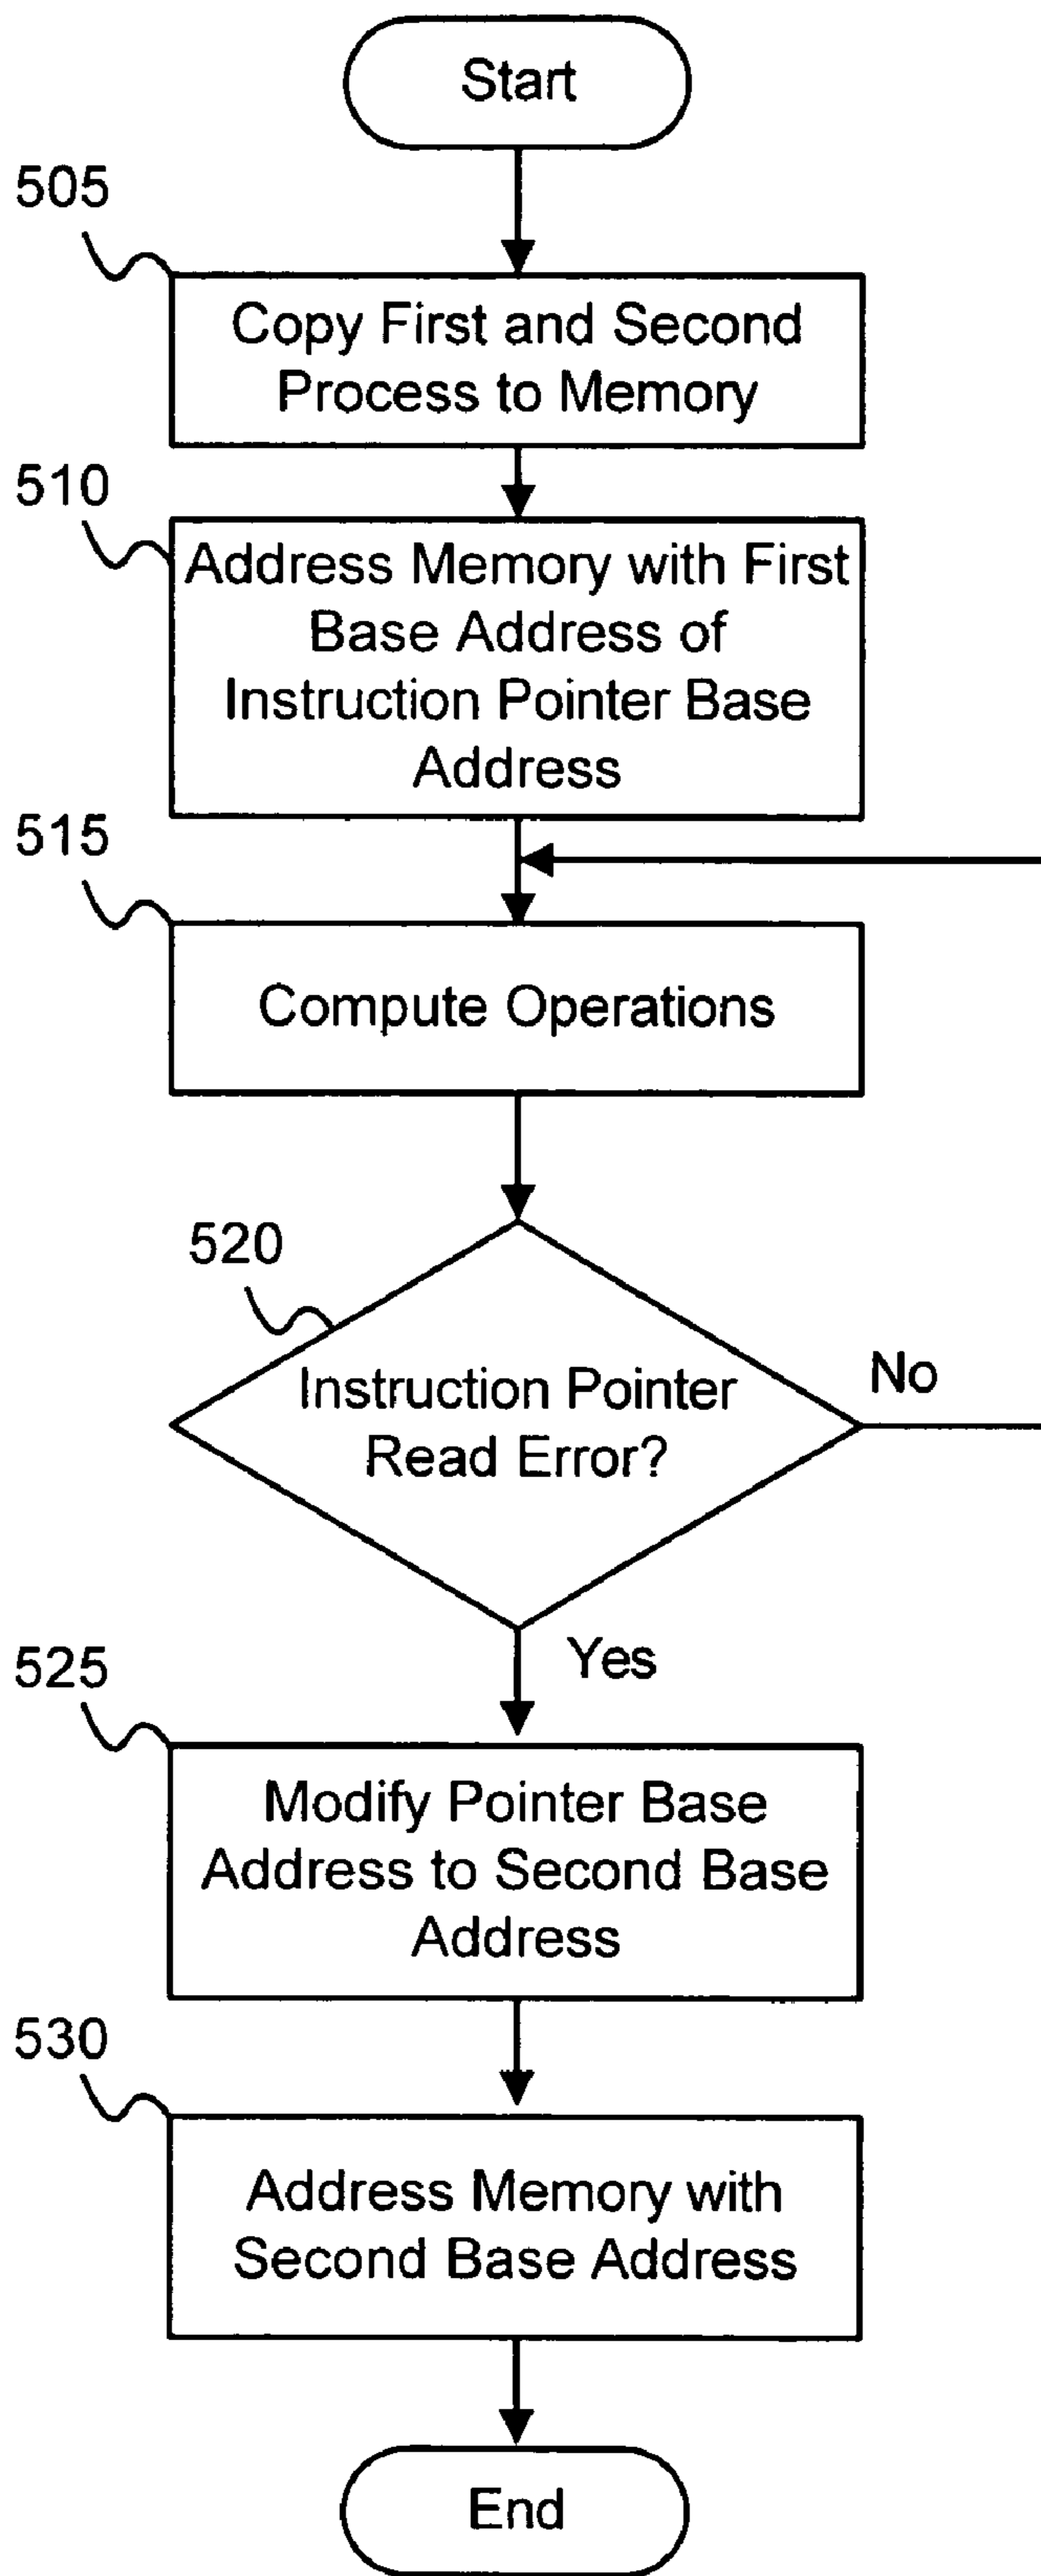 Start
505
Copy First and Second
Process to Memory
510
Address Memory with First
Base Address of
Instruction Pointer Base
Address
515
Compute Operations
520
Instruction Pointer
Read Error?
No
Yes
525
Modify Pointer Base
Address to Second Base
Address
530
Address Memory with
Second Base Address
End